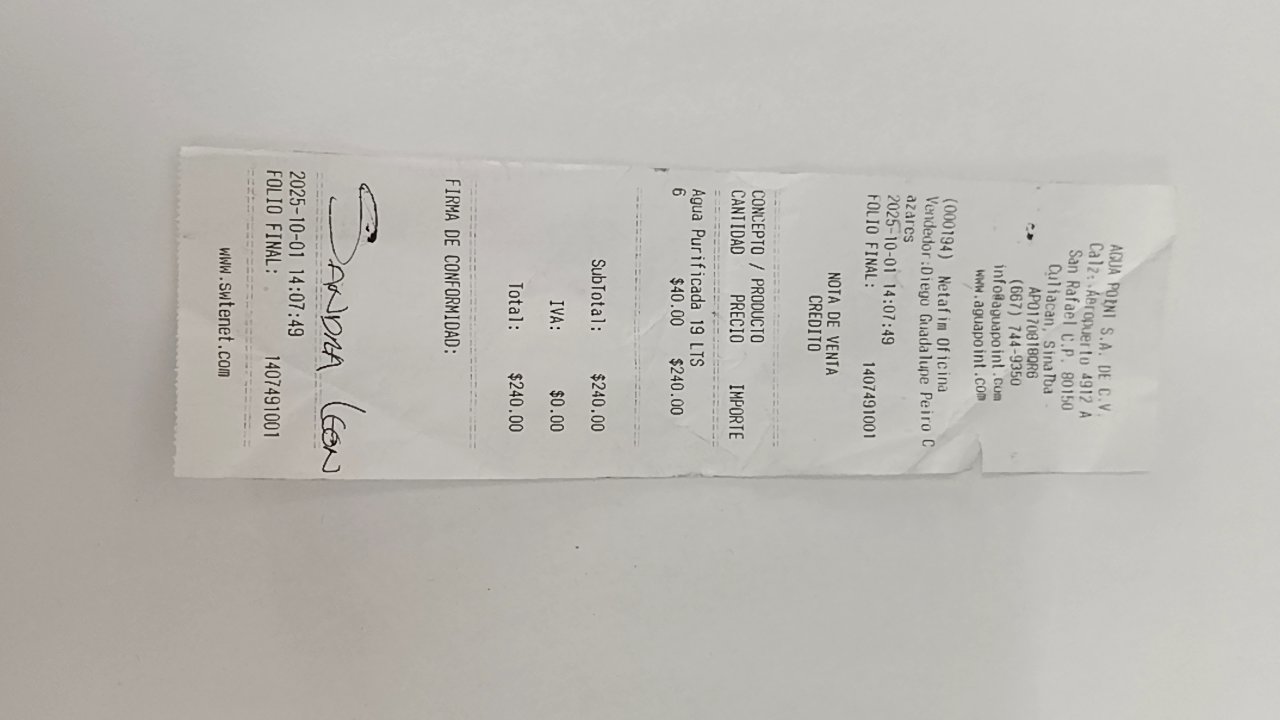 AQUA POINT S.A. DE C.V.
Calz. Aeropuerto 4912 A
San Rafael C.P. 80150
Culiacan, Sinaloa
APO170818QR6
(667) 744-9350
info@aguapoint.com
www.aguapoint.com
(000194) Netafim Oficina
Vendedor:Diego Guadalupe Peiro C
azares
2025-10-01 14:07:49
FOLIO FINAL: 1407491001
NOTA DE VENTA
CREDITO
CONCEPTO / PRODUCTO
CANTIDAD PRECIO IMPORTE
Agua Purificada 19 LTS
6 $40.00 $240.00
SubTotal: $240.00
IVA: $0.00
Total: $240.00
FIRMA DE CONFORMIDAD:
SANDRA LEON
2025-10-01 14:07:49
FOLIO FINAL: 1407491001
www.swtenet.com